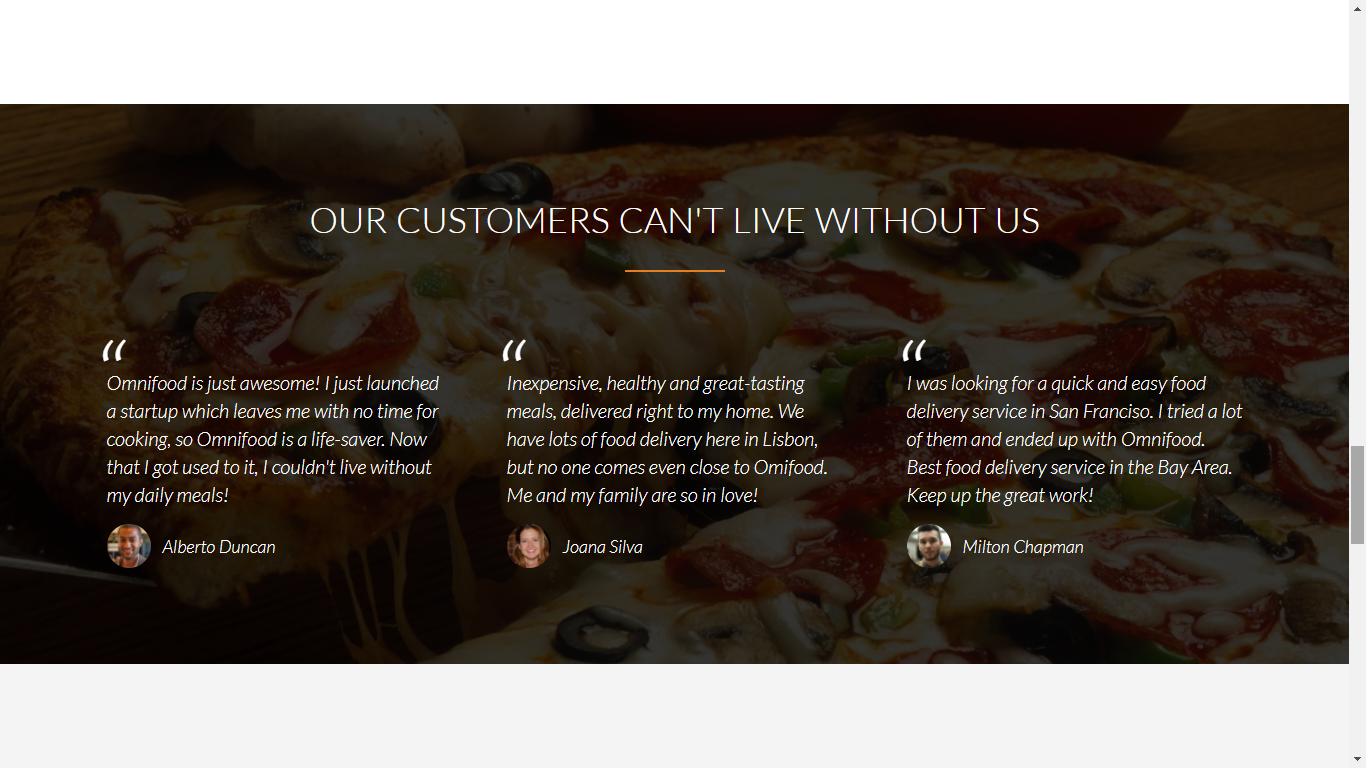 OUR CUSTOMERS CAN'T LIVE WITHOUT US
“
Omnifood is just awesome! I just launched
a startup which leaves me with no time for
cooking, so Omnifood is a life-saver. Now
that I got used to it, I couldn't live without
my daily meals!
Alberto Duncan
“
Inexpensive, healthy and great-tasting
meals, delivered right to my home. We
have lots of food delivery here in Lisbon,
but no one comes even close to Omifood.
Me and my family are so in love!
Joana Silva
“
I was looking for a quick and easy food
delivery service in San Franciso. I tried a lot
of them and ended up with Omnifood.
Best food delivery service in the Bay Area.
Keep up the great work!
Milton Chapman